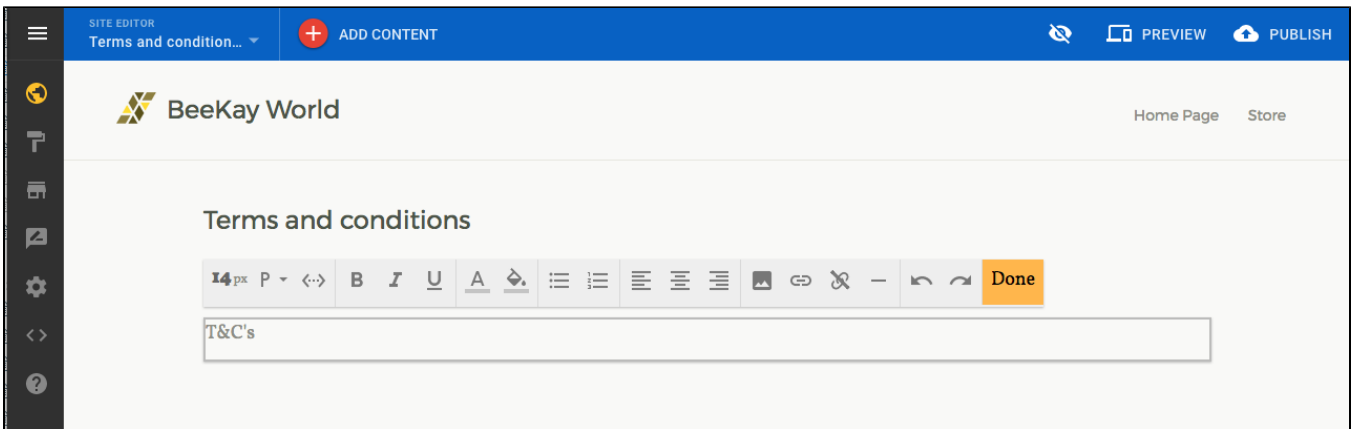 SITE EDITOR
Terms and condition...
ADD CONTENT
PREVIEW
PUBLISH
BeeKay World
Home Page
Store
Terms and conditions
14px P B I U A Done
T&C's